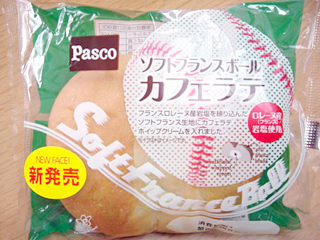 Pasco
ソフトフランスボール
カフェラテ
フランスロレーヌ産岩塩を練り込んだ
ソフトフランス生地にカフェラテ
ホイップクリームを入れました。
ロレーヌ産
(フランス)
岩塩使用
NEW FACE!
新発売
Soft France Ball